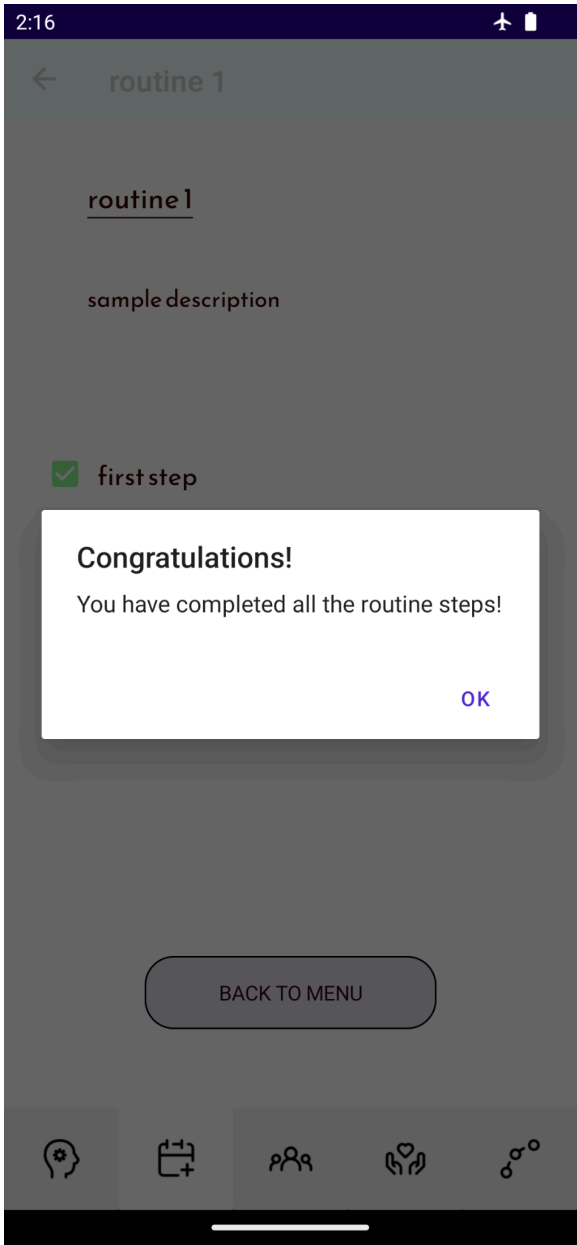 2:16
routine 1
routine 1
sample description
first step
Congratulations!
You have completed all the routine steps!
OK
BACK TO MENU